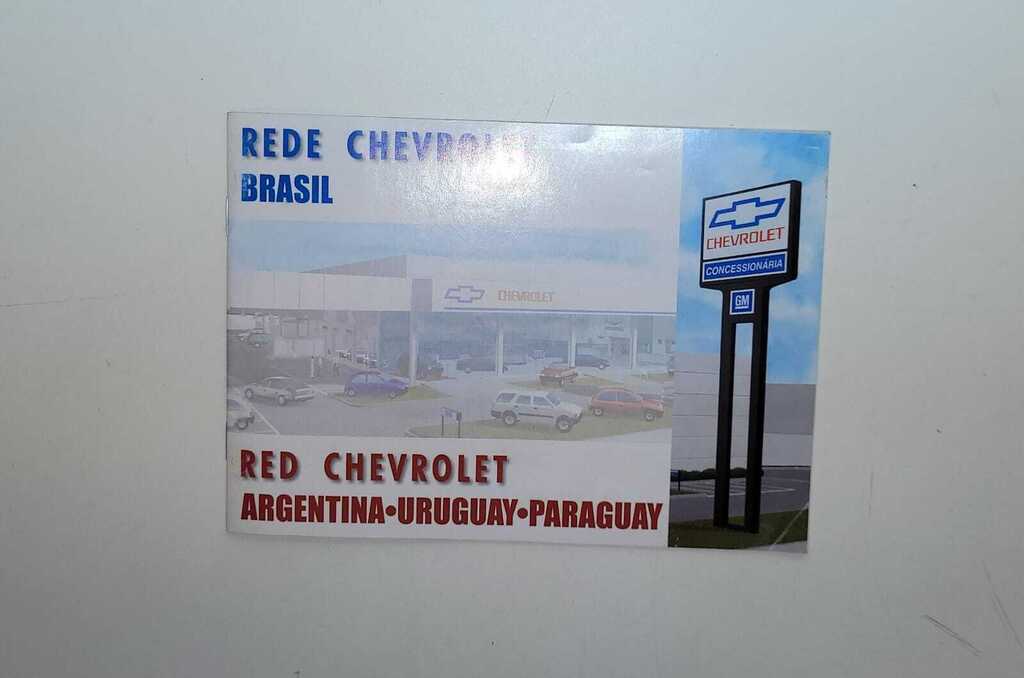 REDE CHEVROLET
BRASIL
CHEVROLET
CHEVROLET
CONCESSIONÁRIA
GM
RED CHEVROLET
ARGENTINA•URUGUAY•PARAGUAY